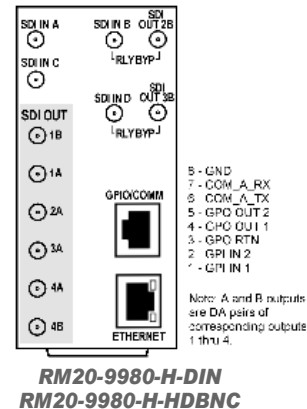 SDI IN A
SDI IN B
SDI OUT 2B
RLYBYP
SDI IN C
SDI IN D
SDI OUT 3B
RLYBYP
SDI OUT
1B
1A
2A
3A
4A
4B
GPIO/COMM
ETHERNET
8 - GND
7 - COM_A_RX
6 COM_A_TX
5 - GPO OUT 2
4 - GPO OUT 1
3 - GPO RTN
2 GPI IN 2
1 - GPI IN 1
Note: A and B outputs
are DA pairs of
corresponding outputs
1 thru 4.
RM20-9980-H-DIN
RM20-9980-H-HDBNC